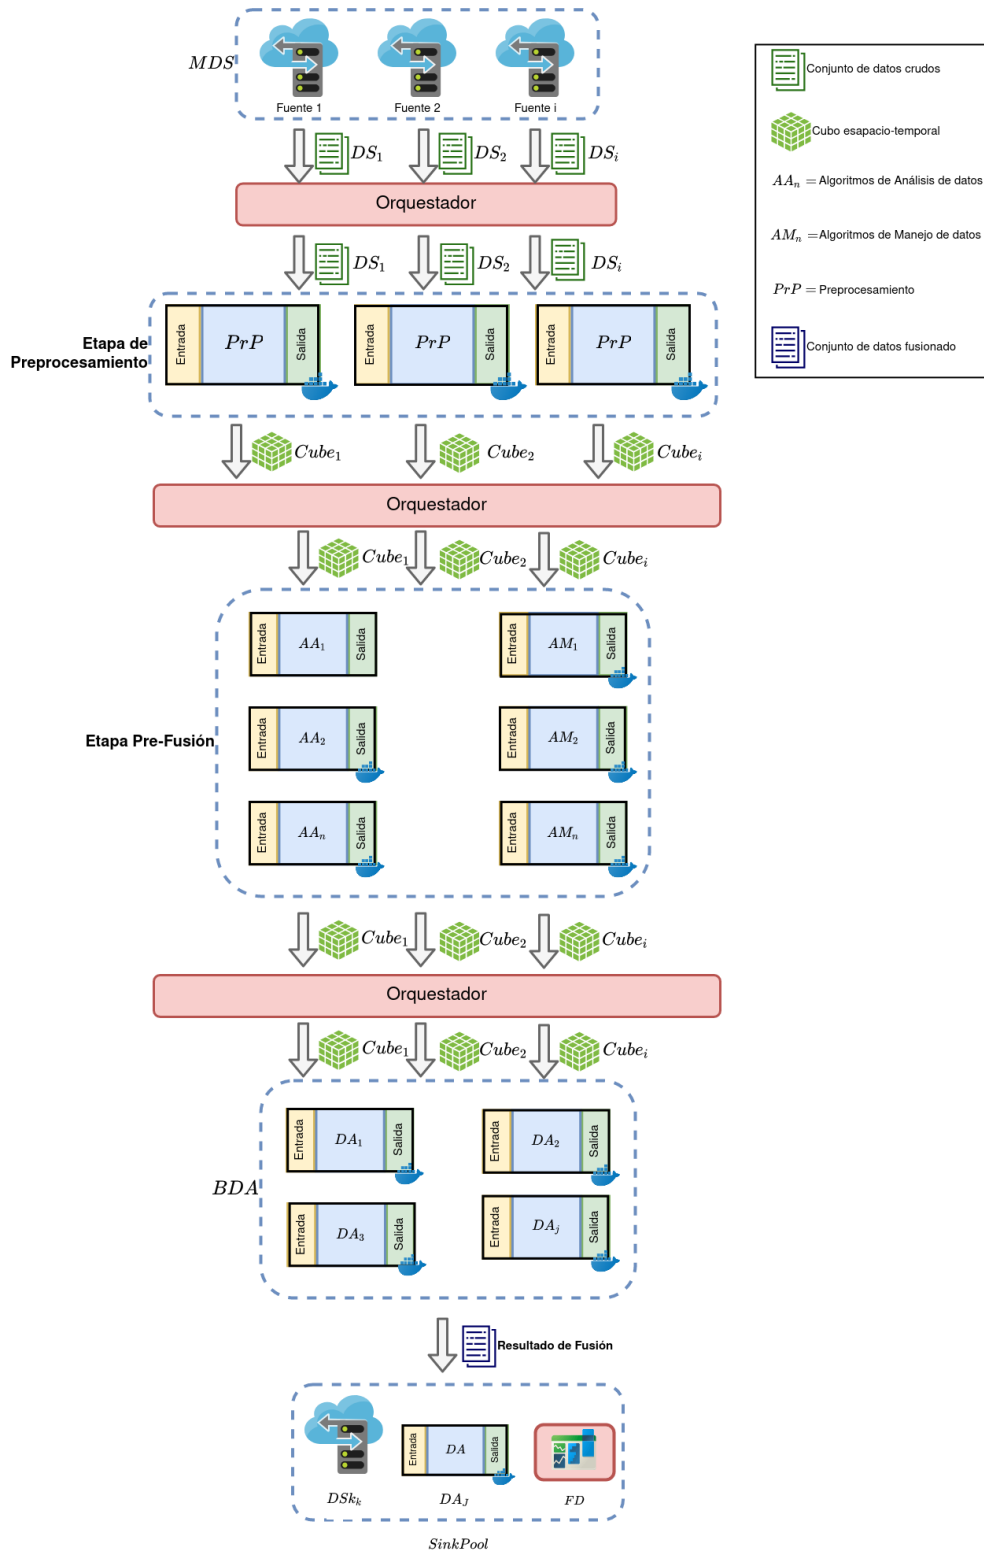 MDS
Fuente 1
Fuente 2
Fuente i
DS₁
DS₂
DSᵢ
Orquestador
DS₁
DS₂
DSᵢ
Etapa de
Preprocesamiento
Entrada
PrP
Salida
Entrada
PrP
Salida
Entrada
PrP
Salida
Cube₁
Cube₂
Cubeᵢ
Orquestador
Cube₁
Cube₂
Cubeᵢ
Etapa Pre-Fusión
Entrada
AA₁
Salida
Entrada
AM₁
Salida
Entrada
AA₂
Salida
Entrada
AM₂
Salida
Entrada
AAₙ
Salida
Entrada
AMₙ
Salida
Cube₁
Cube₂
Cubeᵢ
Orquestador
Cube₁
Cube₂
Cubeᵢ
BDA
Entrada
DA₁
Salida
Entrada
DA₂
Salida
Entrada
DA₃
Salida
Entrada
DAⱼ
Salida
Resultado de Fusión
DSkₖ
Entrada
DA
Salida
DA_J
FD
SinkPool
Conjunto de datos crudos
Cubo esapacio-temporal
AAₙ =Algoritmos de Análisis de datos
AMₙ =Algoritmos de Manejo de datos
PrP = Preprocesamiento
Conjunto de datos fusionado